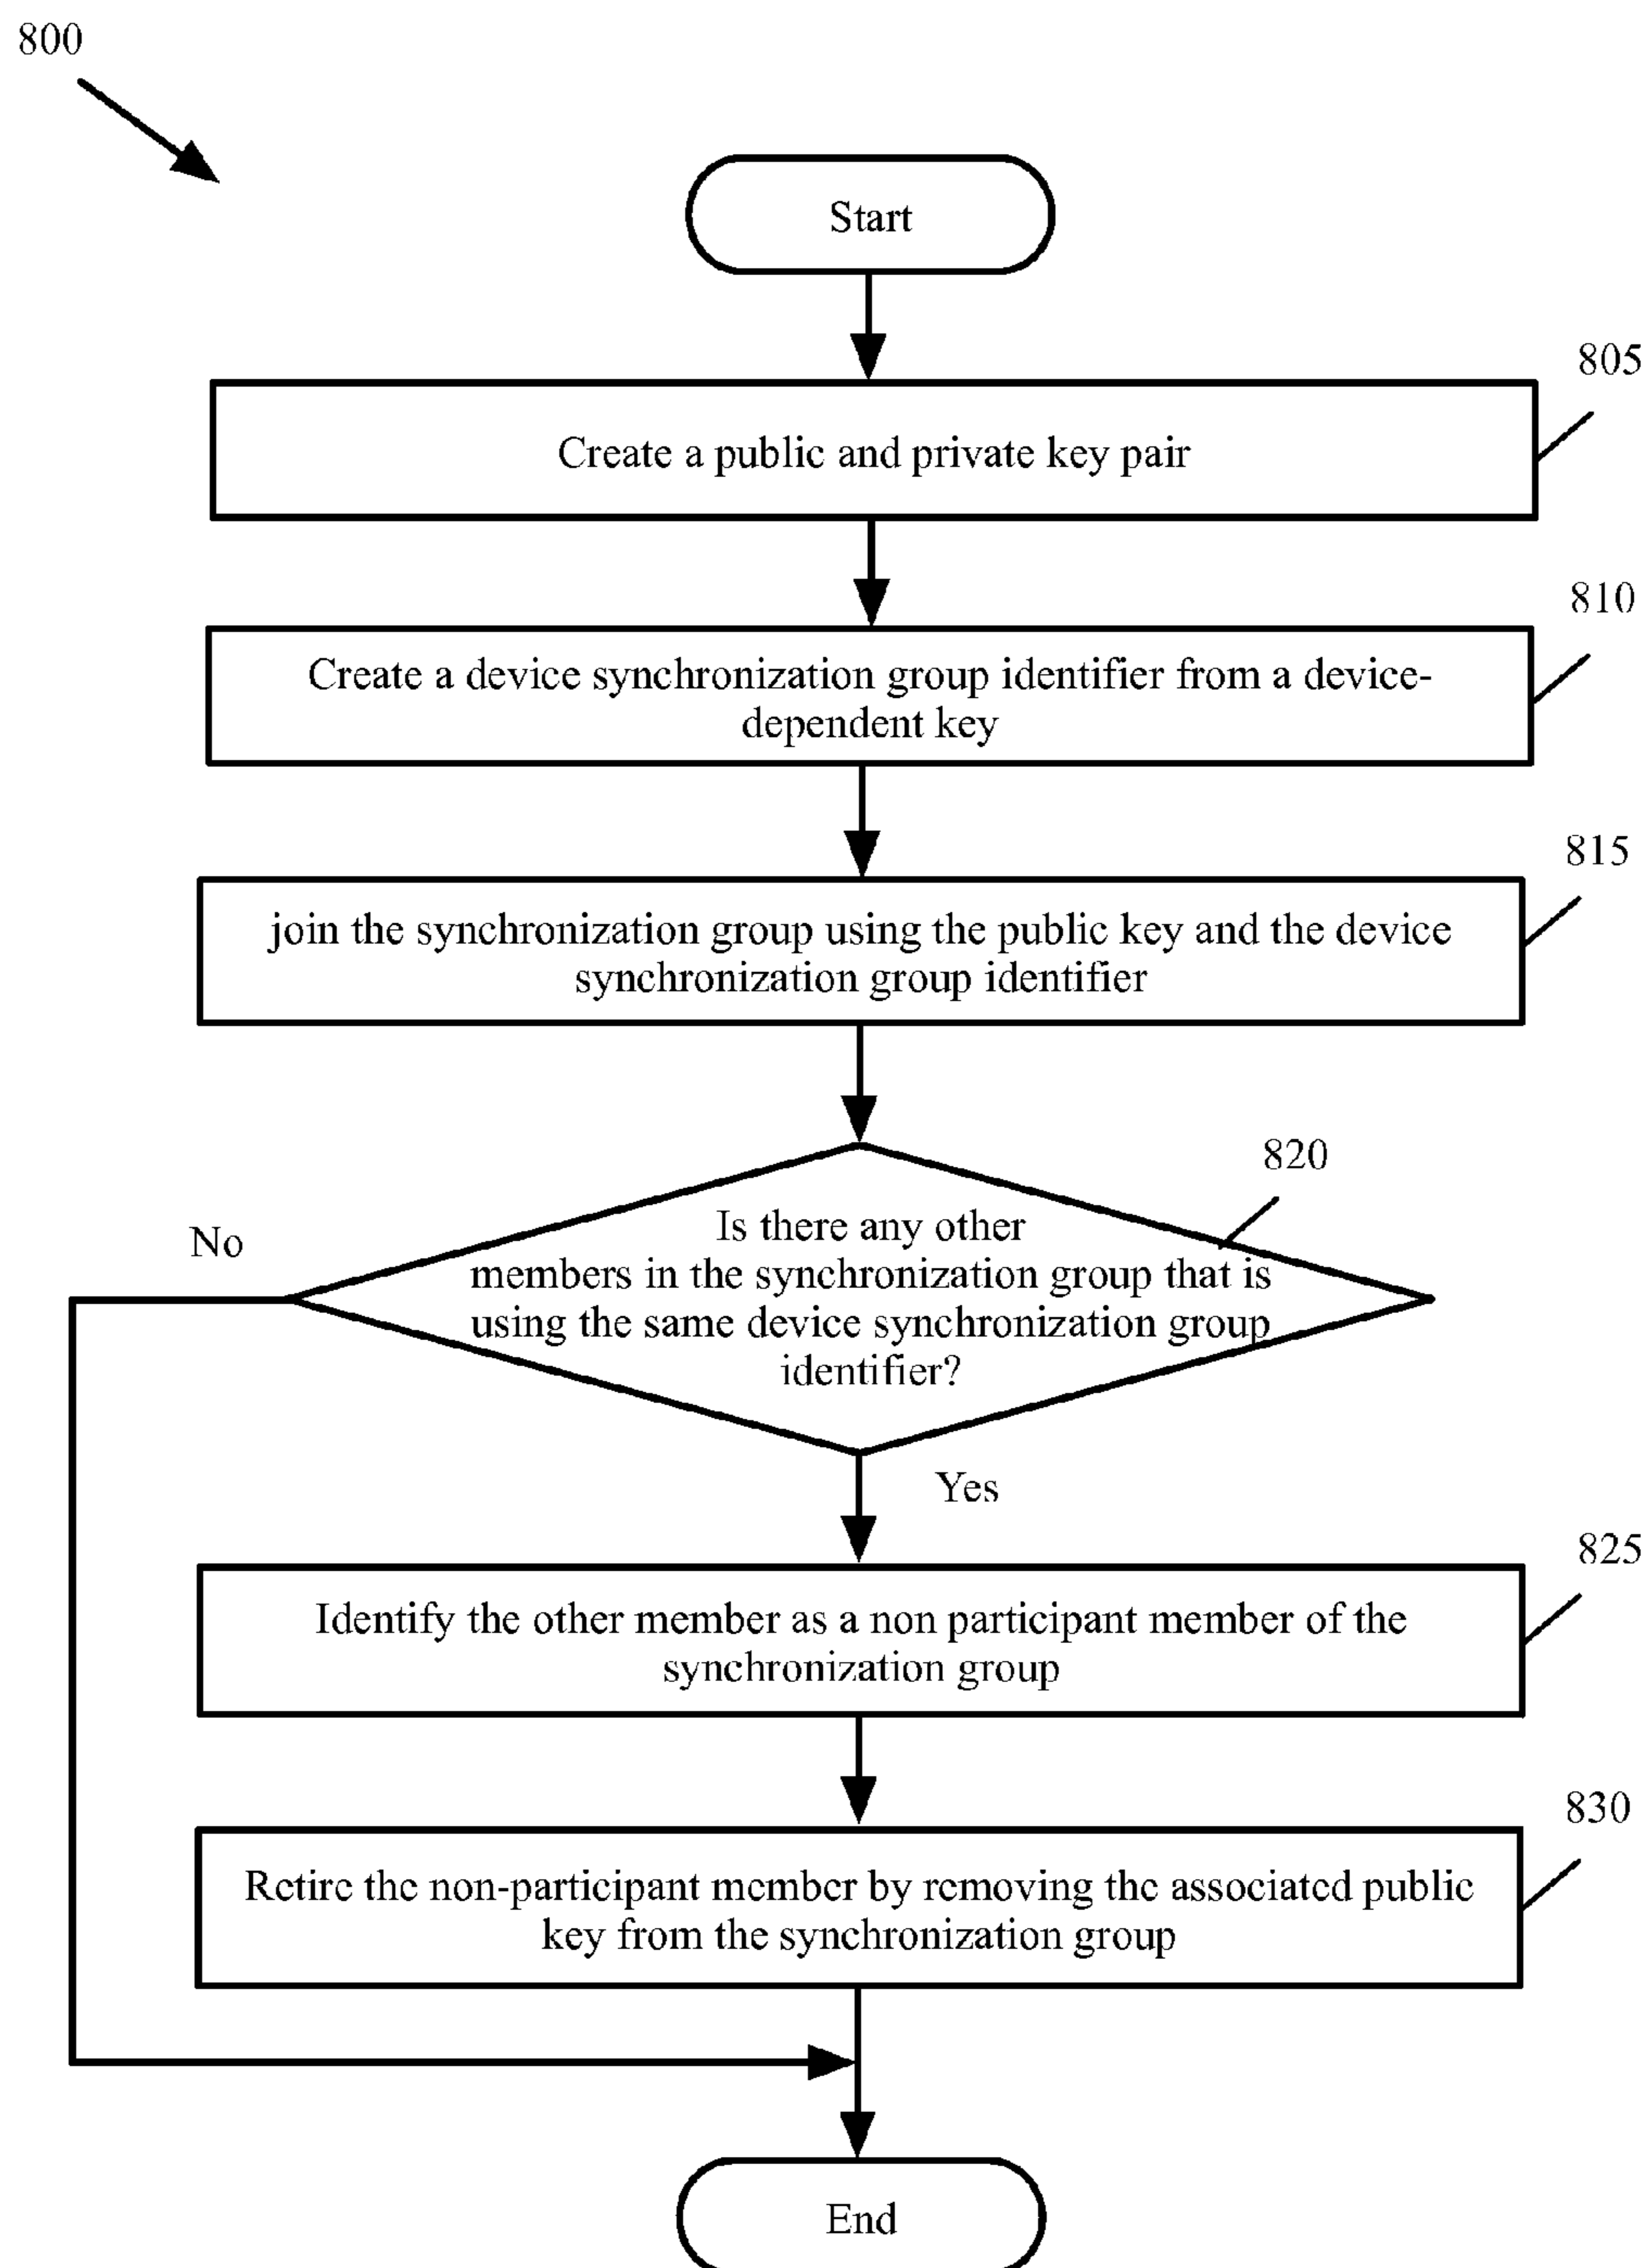 800
Start
805
Create a public and private key pair
810
Create a device synchronization group identifier from a device-
dependent key
815
join the synchronization group using the public key and the device
synchronization group identifier
820
Is there any other
members in the synchronization group that is
using the same device synchronization group
identifier?
No
Yes
825
Identify the other member as a non participant member of the
synchronization group
830
Retire the non-participant member by removing the associated public
key from the synchronization group
End